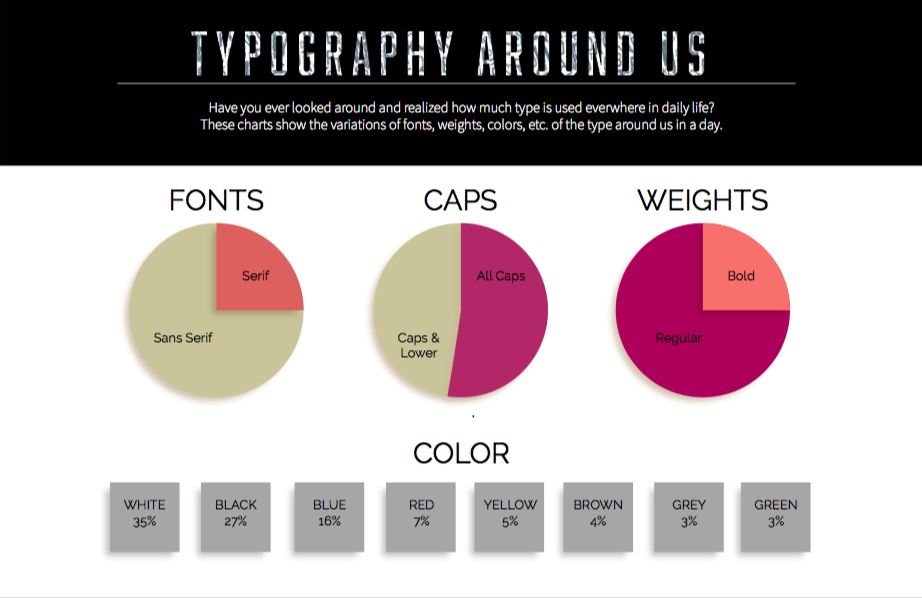 TYPOGRAPHY AROUND US
Have you ever looked around and realized how much type is used everwhere in daily life?
These charts show the variations of fonts, weights, colors, etc. of the type around us in a day.
FONTS
Serif
Sans Serif
CAPS
All Caps
Caps &
Lower
WEIGHTS
Bold
Regular
.
COLOR
WHITE
35%
BLACK
27%
BLUE
16%
RED
7%
YELLOW
5%
BROWN
4%
GREY
3%
GREEN
3%